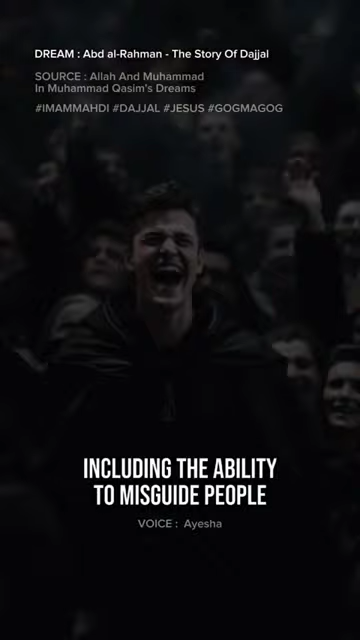 DREAM : Abd al-Rahman - The Story Of Dajjal
SOURCE : Allah And Muhammad
In Muhammad Qasim's Dreams
#IMAMMAHDI #DAJJAL #JESUS #GOGMAGOG
INCLUDING THE ABILITY
TO MISGUIDE PEOPLE
VOICE : Ayesha